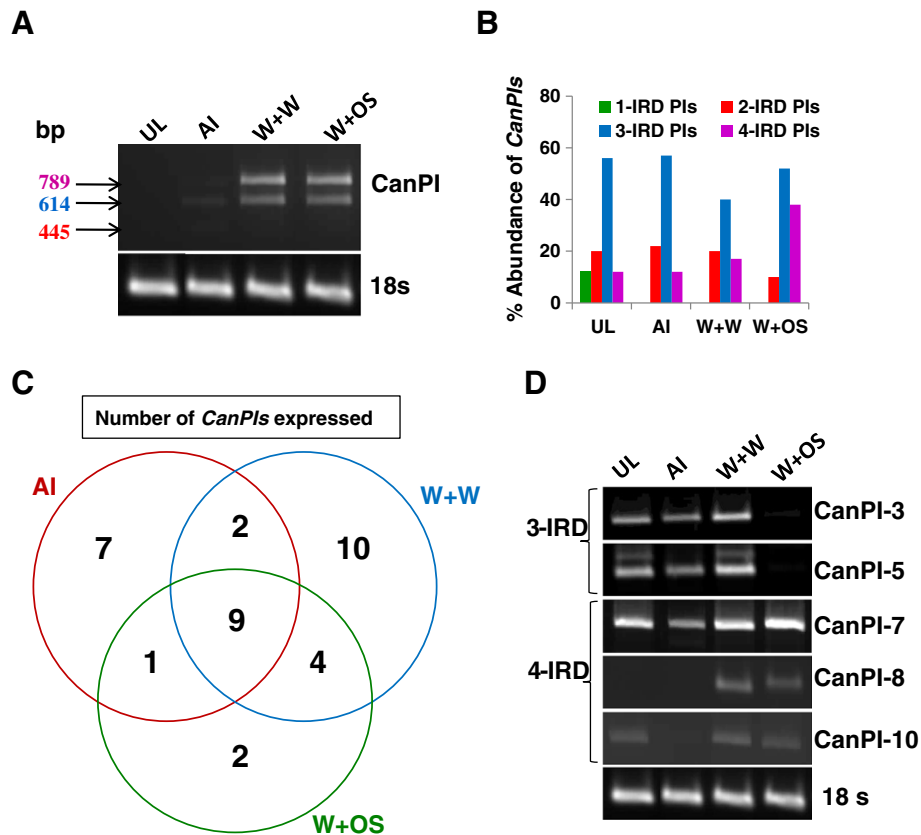 A
bp
UL
AI
W+W
W+OS
789
614
445
CanPI
18s
B
% Abundance of CanPIs
80
60
40
20
0
1-IRD PIs
2-IRD PIs
3-IRD PIs
4-IRD PIs
UL
AI
W+W
W+OS
C
Number of CanPIs expressed
AI
W+W
7
2
10
9
1
4
2
W+OS
D
UL
AI
W+W
W+OS
3-IRD
CanPI-3
CanPI-5
4-IRD
CanPI-7
CanPI-8
CanPI-10
18 s